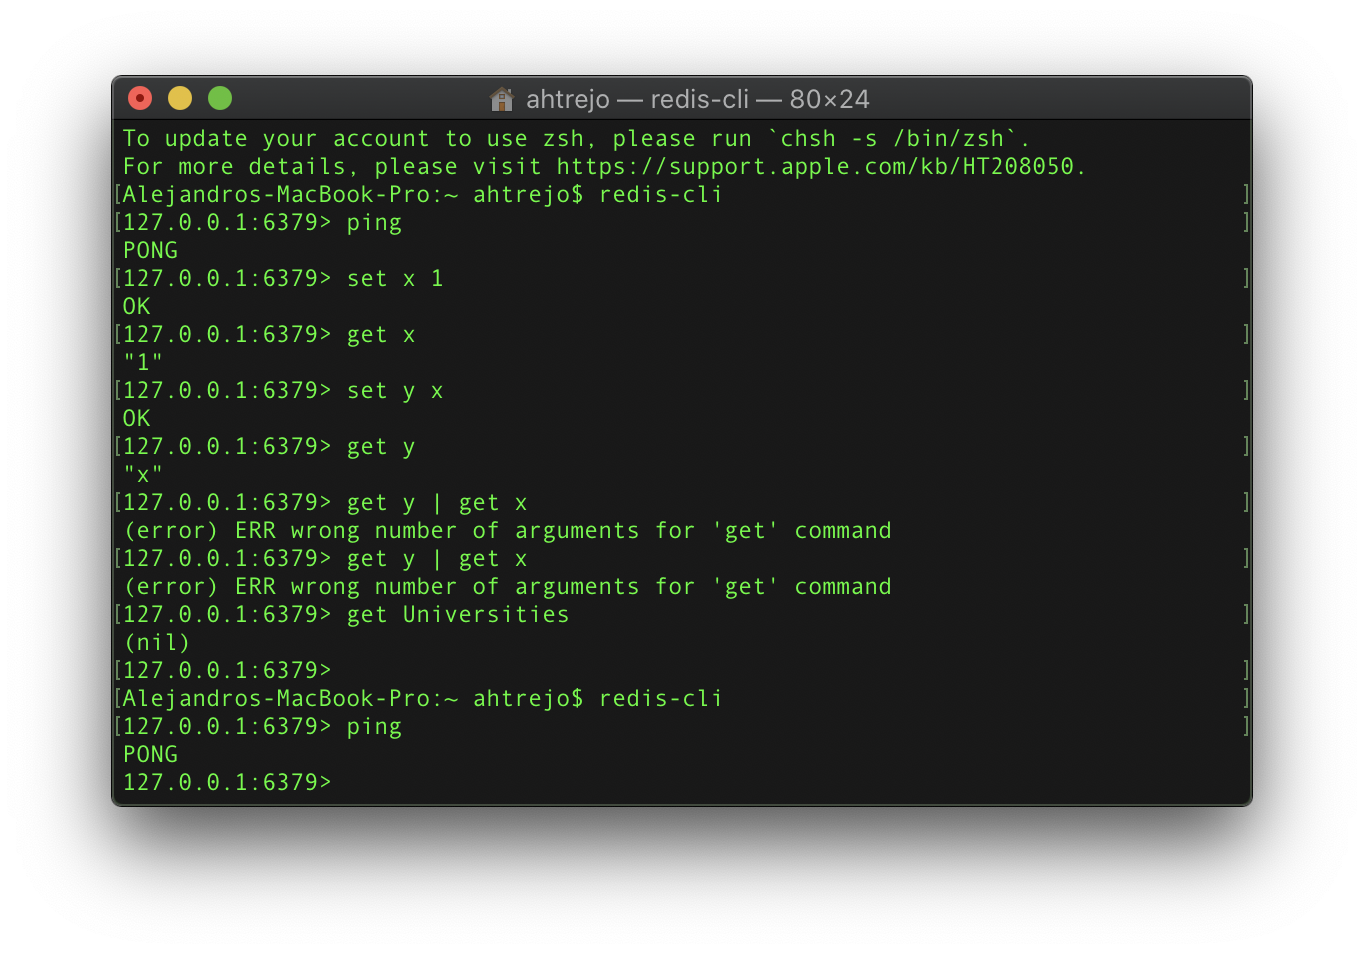 ahtrejo — redis-cli — 80×24
To update your account to use zsh, please run `chsh -s /bin/zsh`.
For more details, please visit https://support.apple.com/kb/HT208050.
[Alejandros-MacBook-Pro:~ ahtrejo$ redis-cli ]
[127.0.0.1:6379> ping ]
PONG
[127.0.0.1:6379> set x 1 ]
OK
[127.0.0.1:6379> get x ]
"1"
[127.0.0.1:6379> set y x ]
OK
[127.0.0.1:6379> get y ]
"x"
[127.0.0.1:6379> get y | get x ]
(error) ERR wrong number of arguments for 'get' command
[127.0.0.1:6379> get y | get x ]
(error) ERR wrong number of arguments for 'get' command
[127.0.0.1:6379> get Universities ]
(nil)
[127.0.0.1:6379> ]
[Alejandros-MacBook-Pro:~ ahtrejo$ redis-cli ]
[127.0.0.1:6379> ping ]
PONG
127.0.0.1:6379>